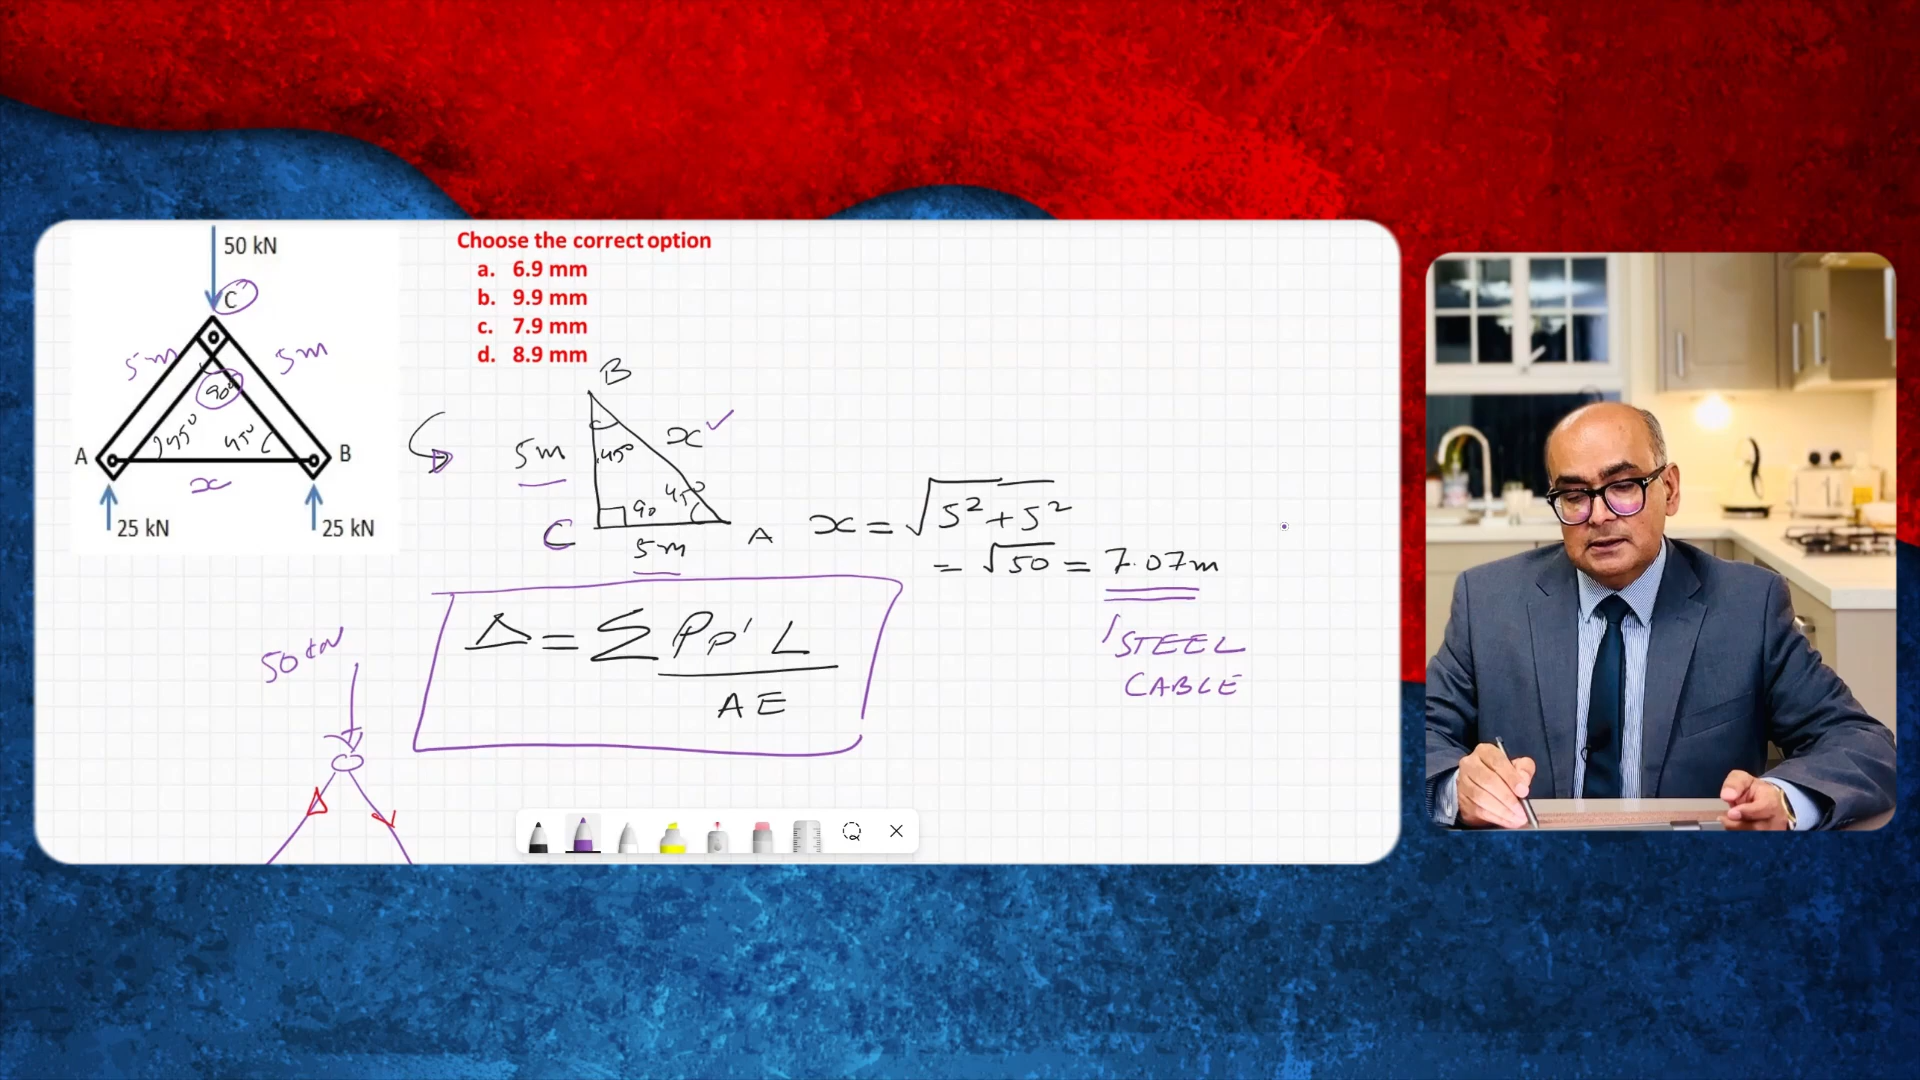 50 kN
C
5m
5m
90°
45°
45°
A
B
x
25 kN
25 kN
Choose the correct option
a. 6.9 mm
b. 9.9 mm
c. 7.9 mm
d. 8.9 mm
B
5m
45°
x ✓
90
45°
C
5m
A
x = √5²+5²
= √50 = 7.07m
STEEL
CABLE
Δ = Σ Pp' L
AE
50 kN